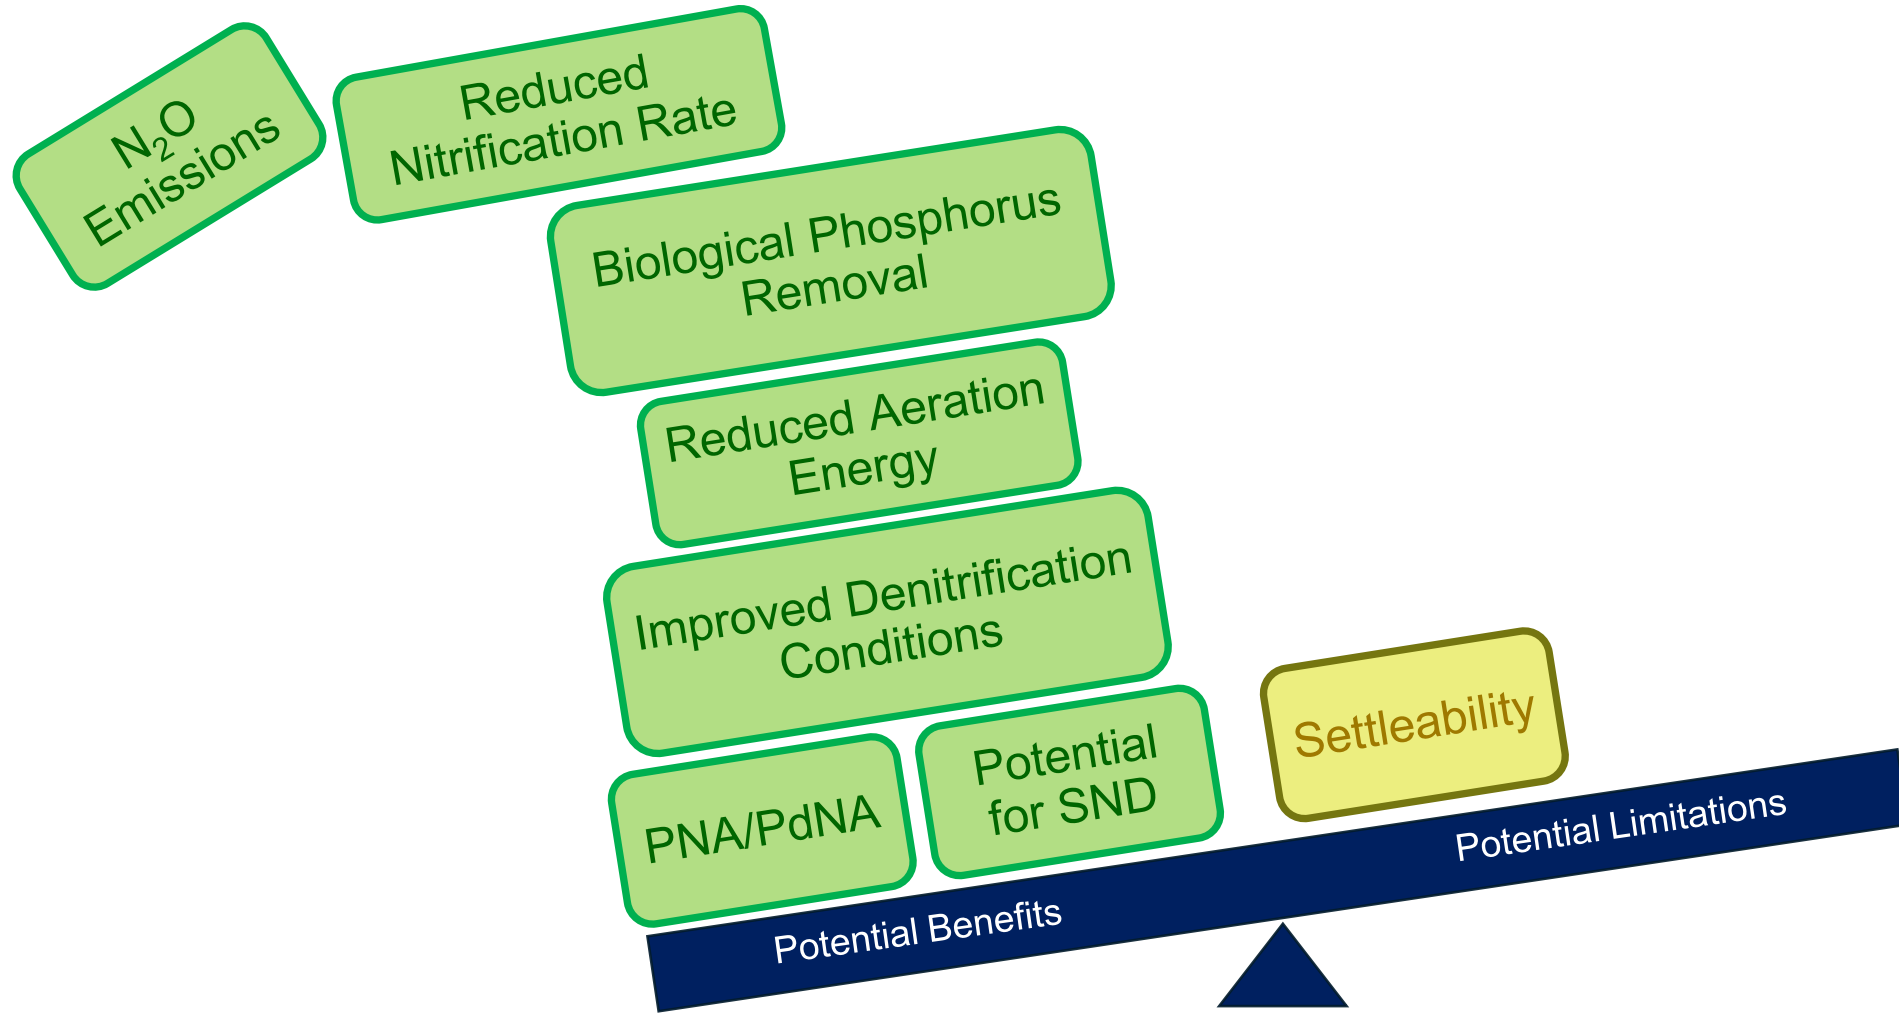 N₂O
Emissions
Reduced
Nitrification Rate
Biological Phosphorus
Removal
Reduced Aeration
Energy
Improved Denitrification
Conditions
PNA/PdNA
Potential
for SND
Settleability
Potential Benefits
Potential Limitations